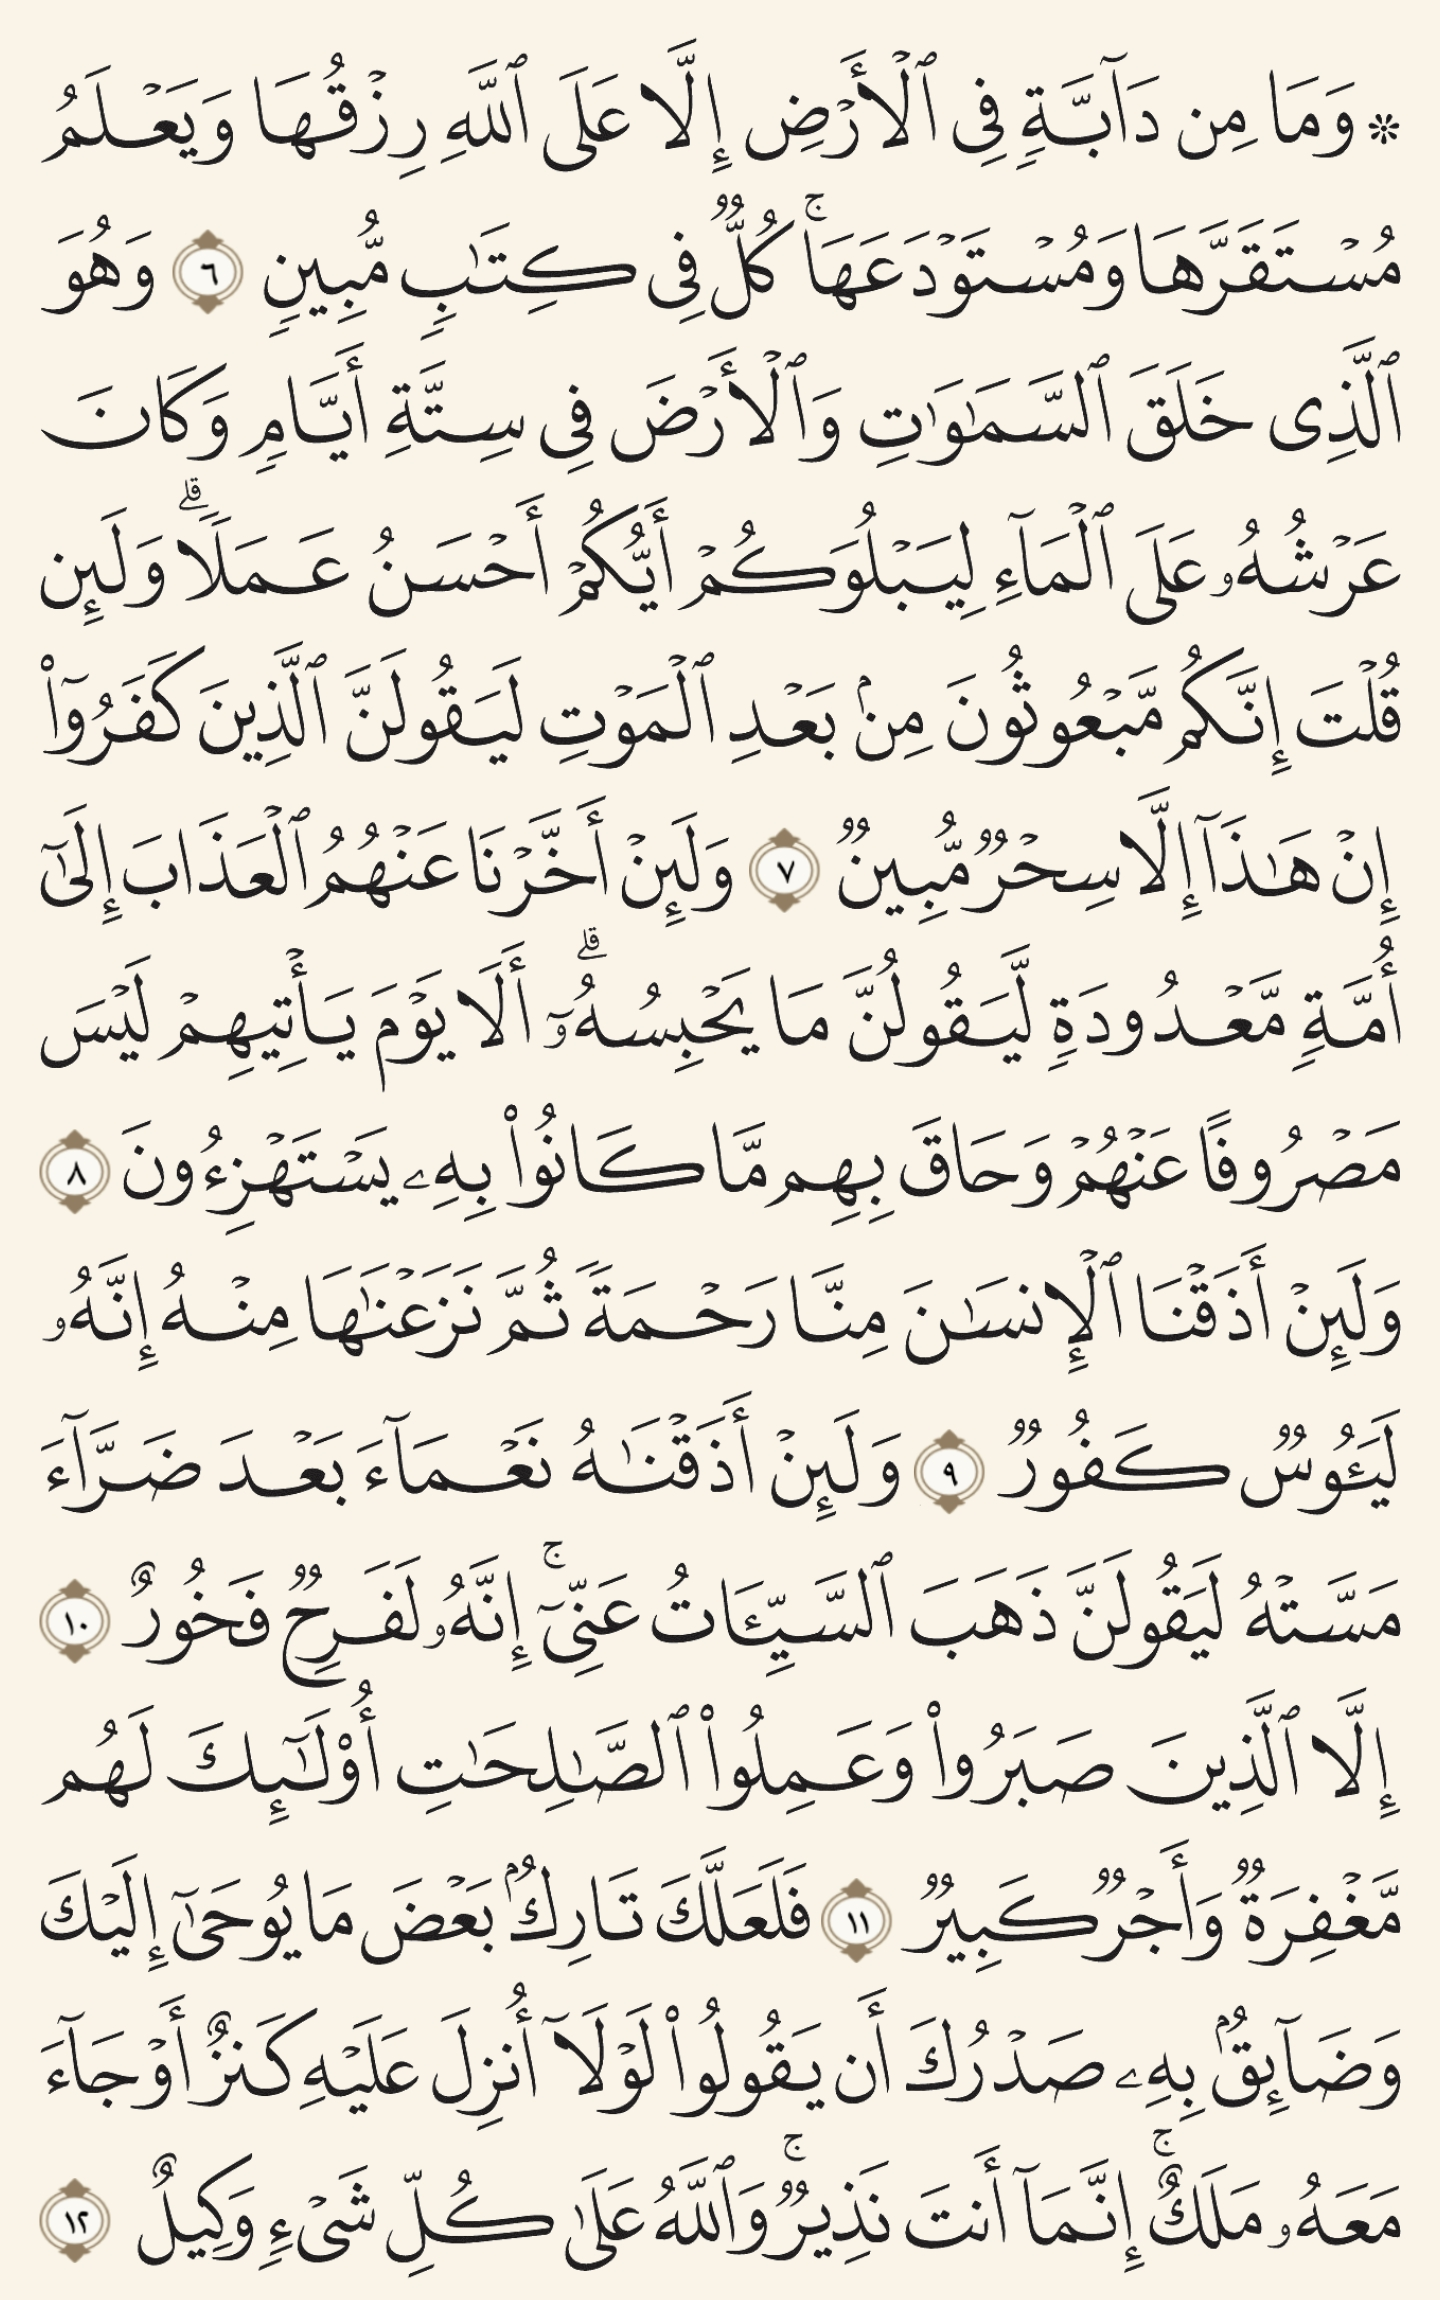 ۞ وَمَا مِن دَآبَّةٍ فِى ٱلْأَرْضِ إِلَّا عَلَى ٱللَّهِ رِزْقُهَا وَيَعْلَمُ
مُسْتَقَرَّهَا وَمُسْتَوْدَعَهَا ۚ كُلٌّ فِى كِتَـٰبٍ مُّبِينٍ ٦ وَهُوَ
ٱلَّذِى خَلَقَ ٱلسَّمَـٰوَٰتِ وَٱلْأَرْضَ فِى سِتَّةِ أَيَّامٍ وَكَانَ
عَرْشُهُۥ عَلَى ٱلْمَآءِ لِيَبْلُوَكُمْ أَيُّكُمْ أَحْسَنُ عَمَلًا ۗ وَلَئِن
قُلْتَ إِنَّكُم مَّبْعُوثُونَ مِنۢ بَعْدِ ٱلْمَوْتِ لَيَقُولَنَّ ٱلَّذِينَ كَفَرُوٓا۟
إِنْ هَـٰذَآ إِلَّا سِحْرٌ مُّبِينٌ ٧ وَلَئِنْ أَخَّرْنَا عَنْهُمُ ٱلْعَذَابَ إِلَىٰٓ
أُمَّةٍ مَّعْدُودَةٍ لَّيَقُولُنَّ مَا يَحْبِسُهُۥٓ ۗ أَلَا يَوْمَ يَأْتِيهِمْ لَيْسَ
مَصْرُوفًا عَنْهُمْ وَحَاقَ بِهِم مَّا كَانُوا۟ بِهِۦ يَسْتَهْزِءُونَ ٨
وَلَئِنْ أَذَقْنَا ٱلْإِنسَـٰنَ مِنَّا رَحْمَةً ثُمَّ نَزَعْنَـٰهَا مِنْهُ إِنَّهُۥ
لَيَـُٔوسٌ كَفُورٌ ٩ وَلَئِنْ أَذَقْنَـٰهُ نَعْمَآءَ بَعْدَ ضَرَّآءَ
مَسَّتْهُ لَيَقُولَنَّ ذَهَبَ ٱلسَّيِّـَٔاتُ عَنِّىٓ ۚ إِنَّهُۥ لَفَرِحٌ فَخُورٌ ١٠
إِلَّا ٱلَّذِينَ صَبَرُوا۟ وَعَمِلُوا۟ ٱلصَّـٰلِحَـٰتِ أُو۟لَـٰٓئِكَ لَهُم
مَّغْفِرَةٌ وَأَجْرٌ كَبِيرٌ ١١ فَلَعَلَّكَ تَارِكٌۢ بَعْضَ مَا يُوحَىٰٓ إِلَيْكَ
وَضَآئِقٌۢ بِهِۦ صَدْرُكَ أَن يَقُولُوا۟ لَوْلَآ أُنزِلَ عَلَيْهِ كَنزٌ أَوْ جَآءَ
مَعَهُۥ مَلَكٌ ۚ إِنَّمَآ أَنتَ نَذِيرٌ ۚ وَٱللَّهُ عَلَىٰ كُلِّ شَىْءٍ وَكِيلٌ ١٢